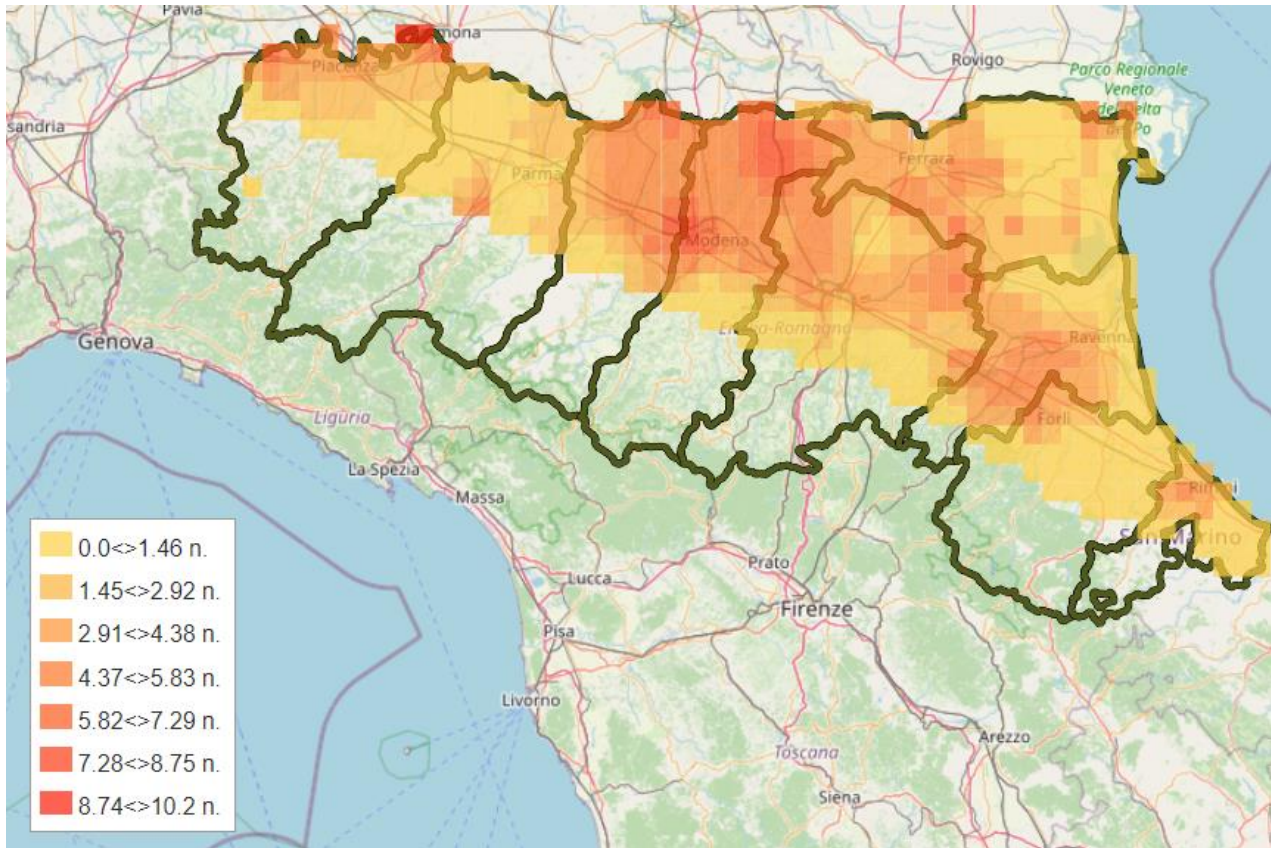 Pavia
mona
Piacenza
Rovigo
Parco Regionale
Veneto
del Delta
del Po
sandria
Ferrara
Parma
Modena
Genova
Emilia-Romagna
Ravenna
Liguria
Forlì
La Spezia
Massa
Rimini
San Marino
Prato
Lucca
Firenze
Pisa
Livorno
Arezzo
Toscana
Siena
0.0<>1.46 n.
1.45<>2.92 n.
2.91<>4.38 n.
4.37<>5.83 n.
5.82<>7.29 n.
7.28<>8.75 n.
8.74<>10.2 n.